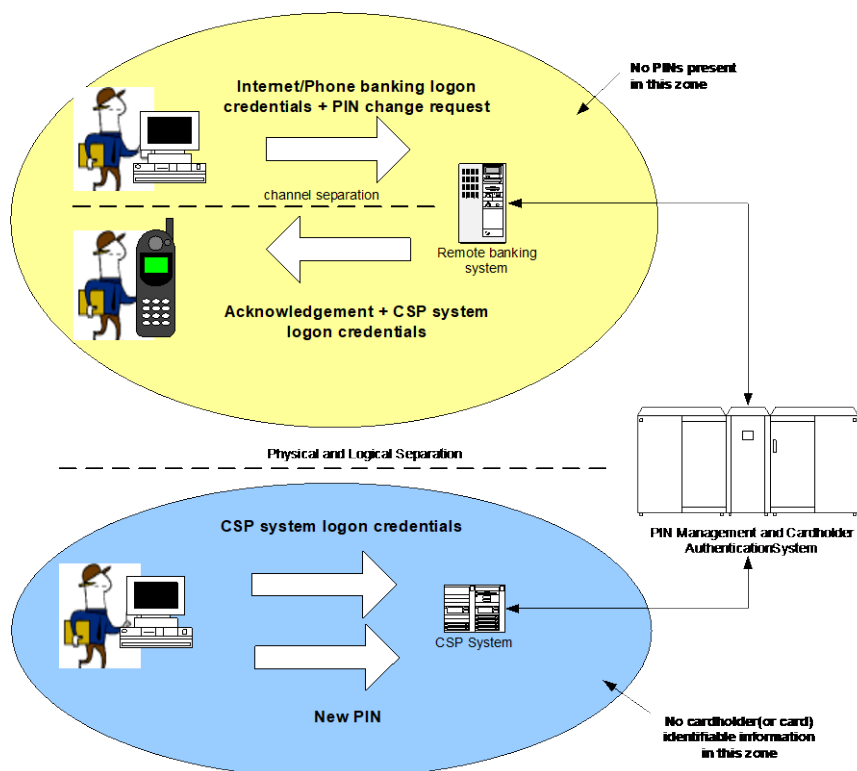 No PINs present
in this zone
Internet/Phone banking logon
credentials + PIN change request
channel separation
Remote banking
system
Acknowledgement + CSP system
logon credentials
Physical and Logical Separation
PIN Management and Cardholder
AuthenticationSystem
CSP system logon credentials
CSP System
New PIN
No cardholder(or card)
identifiable information
in this zone